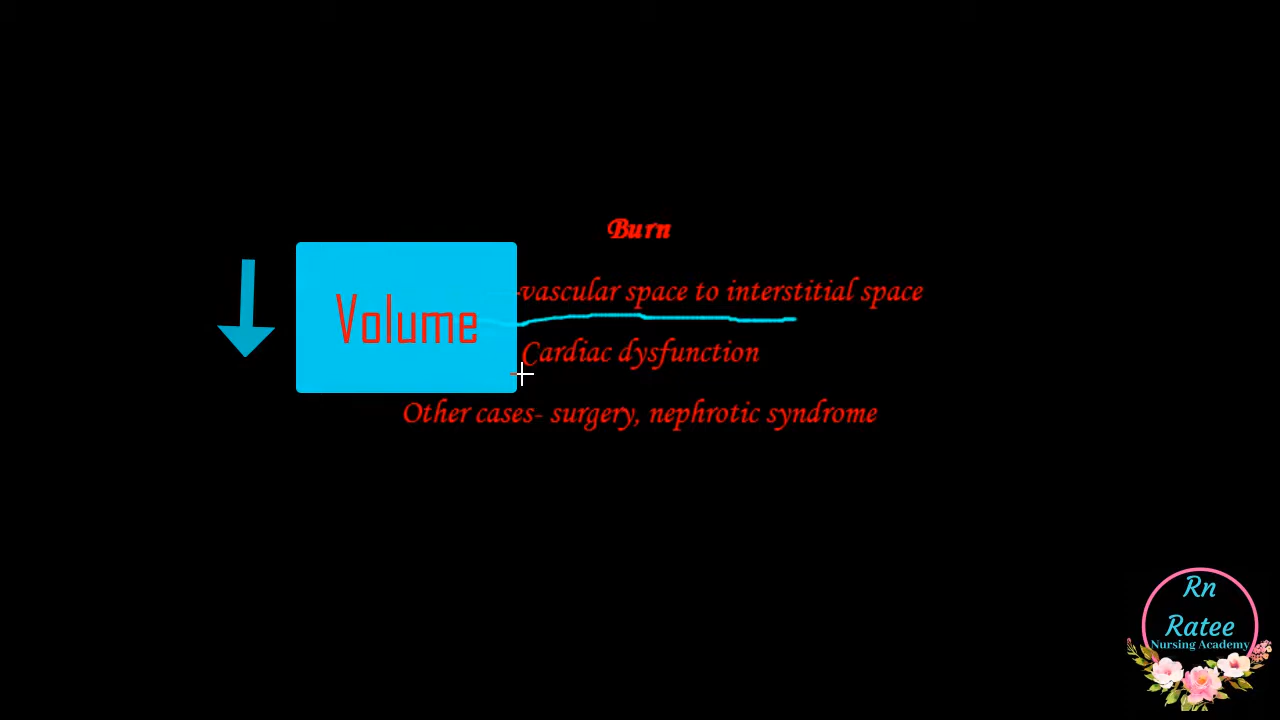 Burn
-vascular space to interstitial space
Volume
Cardiac dysfunction
Other cases- surgery, nephrotic syndrome
Rn
Ratee
Nursing Academy